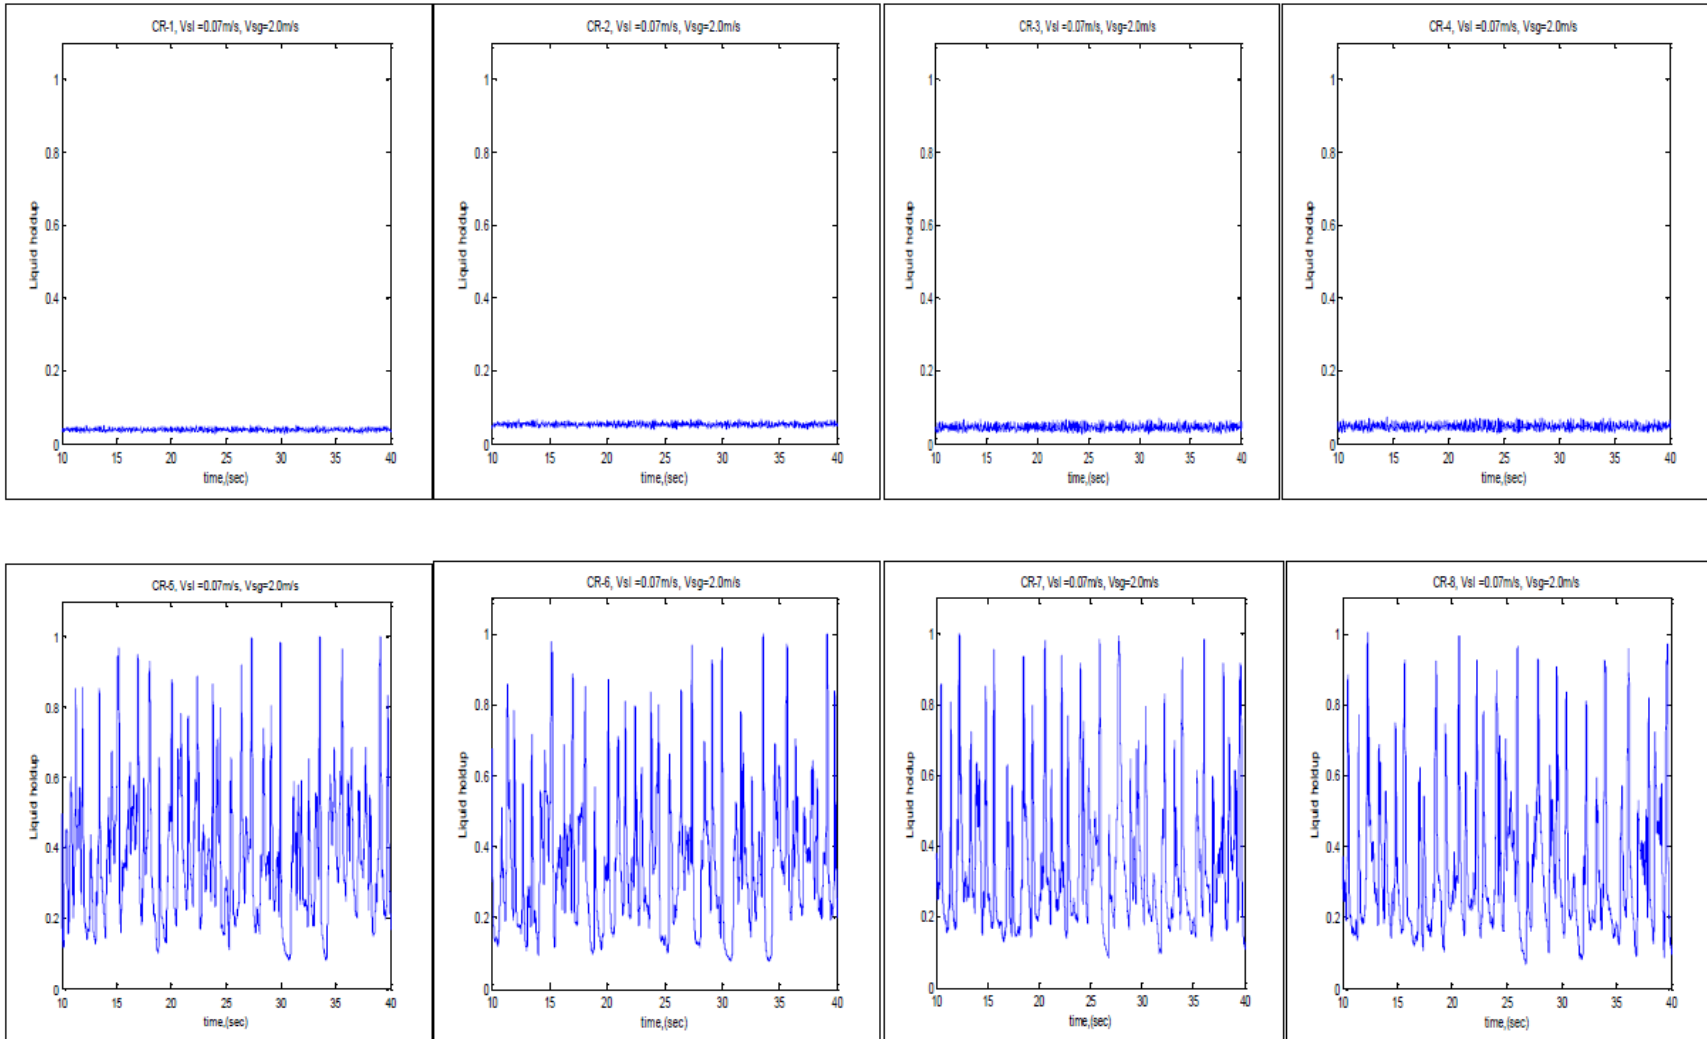 CR-1, Vsl =0.07m/s, Vsg=2.0m/s
1
0.8
0.6
0.4
0.2
0
Liquid holdup
10 15 20 25 30 35 40
time,(sec)
CR-2, Vsl =0.07m/s, Vsg=2.0m/s
1
0.8
0.6
0.4
0.2
0
Liquid holdup
10 15 20 25 30 35 40
time,(sec)
CR-3, Vsl =0.07m/s, Vsg=2.0m/s
1
0.8
0.6
0.4
0.2
0
Liquid holdup
10 15 20 25 30 35 40
time,(sec)
CR-4, Vsl =0.07m/s, Vsg=2.0m/s
1
0.8
0.6
0.4
0.2
0
Liquid holdup
10 15 20 25 30 35 40
time,(sec)
CR-5, Vsl =0.07m/s, Vsg=2.0m/s
1
0.8
0.6
0.4
0.2
0
Liquid holdup
10 15 20 25 30 35 40
time,(sec)
CR-6, Vsl =0.07m/s, Vsg=2.0m/s
1
0.8
0.6
0.4
0.2
0
Liquid holdup
10 15 20 25 30 35 40
time,(sec)
CR-7, Vsl =0.07m/s, Vsg=2.0m/s
1
0.8
0.6
0.4
0.2
0
Liquid holdup
10 15 20 25 30 35 40
time,(sec)
CR-8, Vsl =0.07m/s, Vsg=2.0m/s
1
0.8
0.6
0.4
0.2
0
Liquid holdup
10 15 20 25 30 35 40
time,(sec)